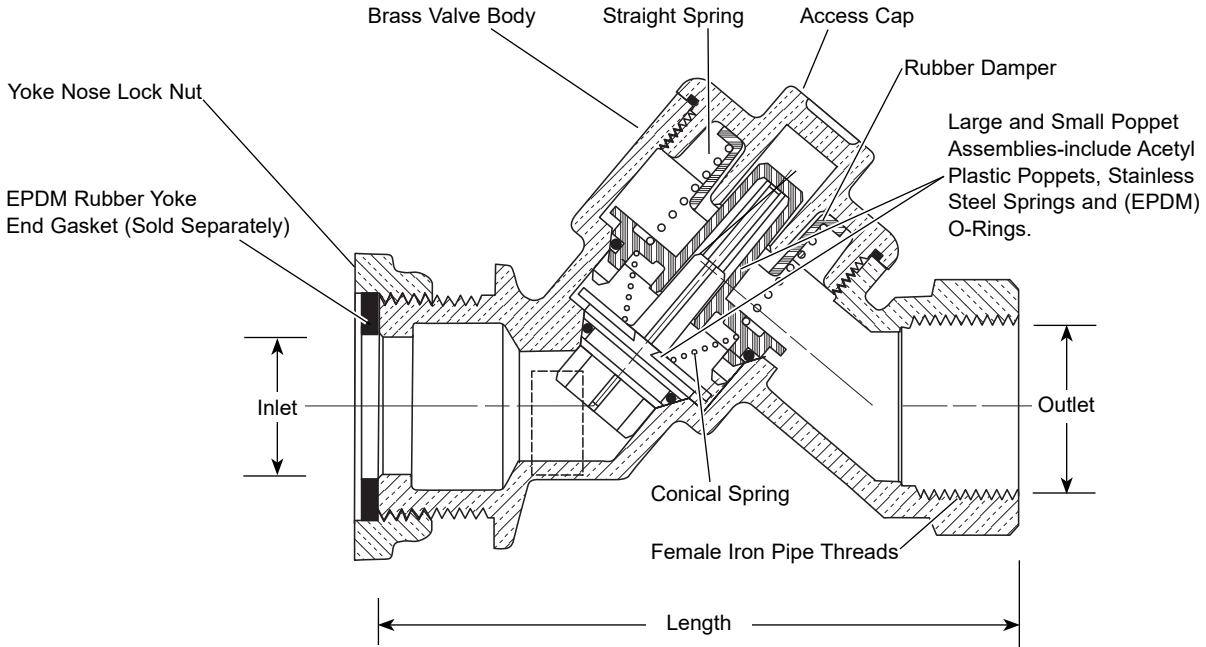 Brass Valve Body
Straight Spring
Access Cap
Rubber Damper
Yoke Nose Lock Nut
Large and Small Poppet
Assemblies-include Acetyl
Plastic Poppets, Stainless
Steel Springs and (EPDM)
O-Rings.
EPDM Rubber Yoke
End Gasket (Sold Separately)
Inlet
Outlet
Conical Spring
Female Iron Pipe Threads
Length